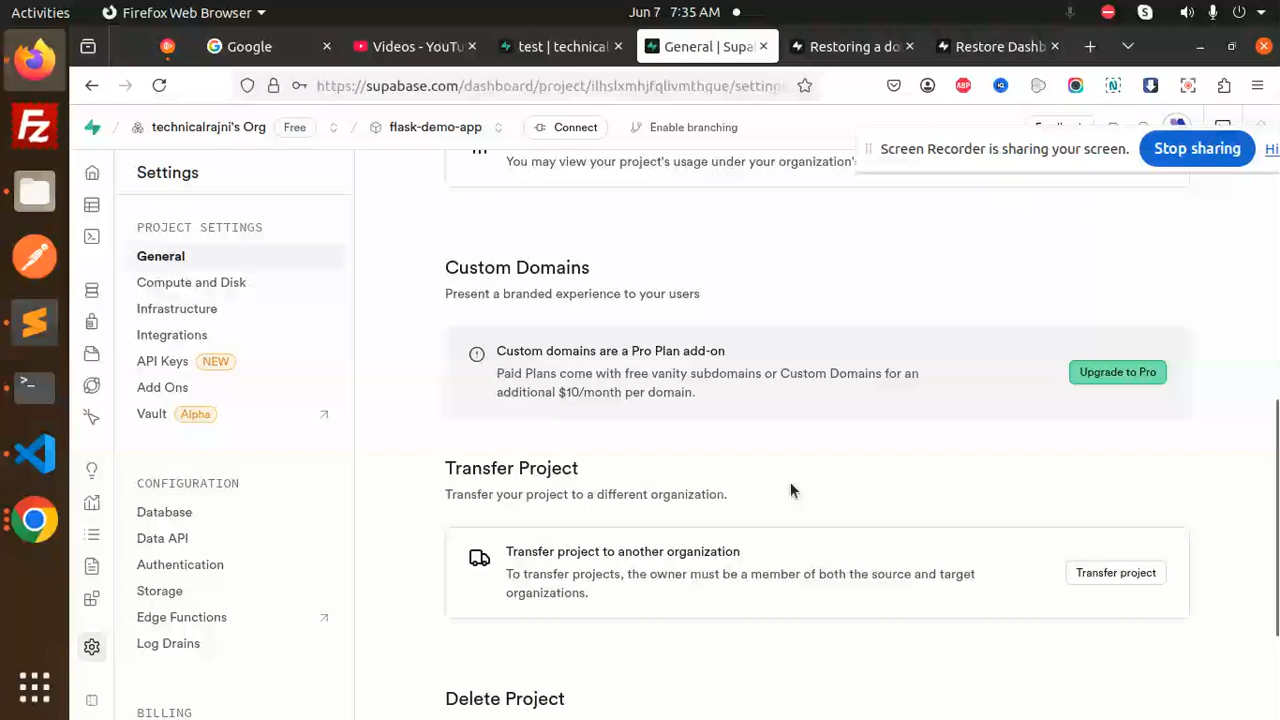 Activities
Firefox Web Browser
Jun 7 7:35 AM
Google
Videos - YouTu
test | technical
General | Supa
Restoring a do
Restore Dashb
https://supabase.com/dashboard/project/ilhslxmhjfqlivmthgue/settings
technicalrajni's Org
Free
/
flask-demo-app
Connect
Enable branching
Screen Recorder is sharing your screen.
Stop sharing
Hi
Settings
You may view your project's usage under your organization's
PROJECT SETTINGS
General
Compute and Disk
Infrastructure
Integrations
API Keys NEW
Add Ons
Vault Alpha
CONFIGURATION
Database
Data API
Authentication
Storage
Edge Functions
Log Drains
BILLING
Custom Domains
Present a branded experience to your users
Custom domains are a Pro Plan add-on
Paid Plans come with free vanity subdomains or Custom Domains for an
additional $10/month per domain.
Upgrade to Pro
Transfer Project
Transfer your project to a different organization.
Transfer project to another organization
To transfer projects, the owner must be a member of both the source and target
organizations.
Transfer project
Delete Project